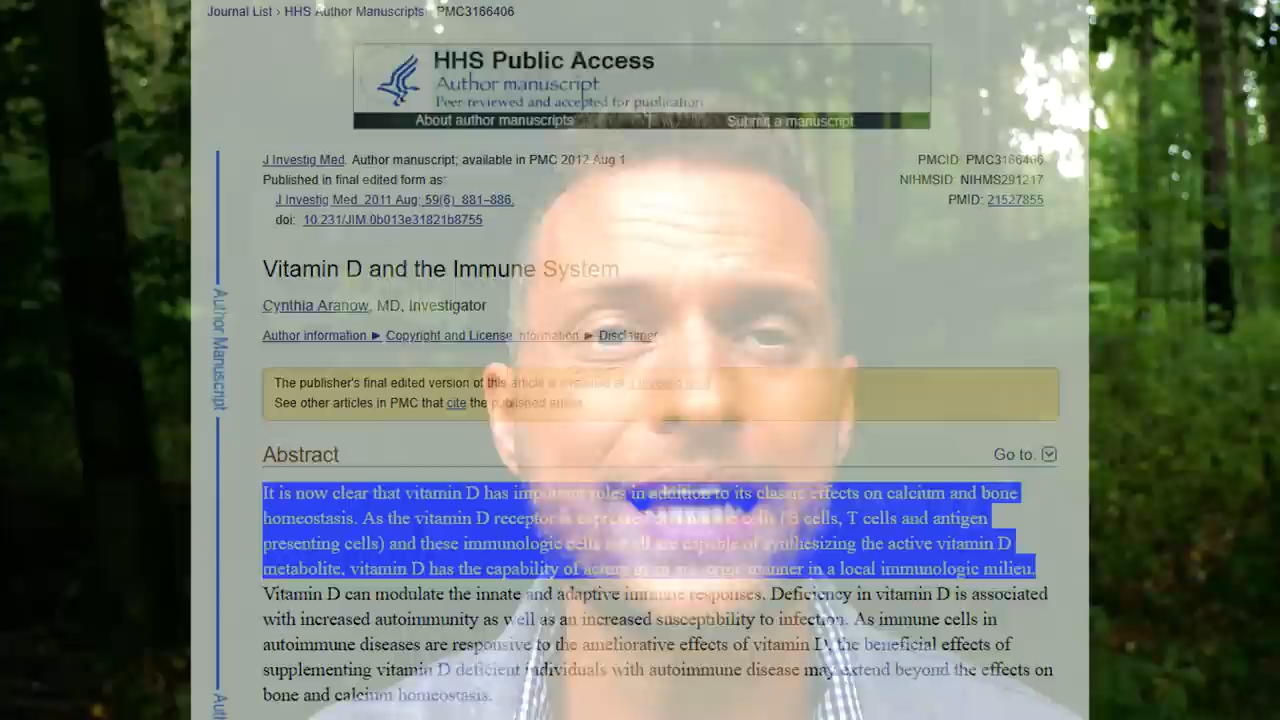 Journal List › HHS Author Manuscripts › PMC3166406
HHS Public Access
Author manuscript
Peer reviewed and accepted for publication
About author manuscripts
Submit a manuscript
J Investig Med. Author manuscript; available in PMC 2012 Aug 1
PMCID: PMC3166406
Published in final edited form as:
NIHMSID: NIHMS291217
J Investig Med. 2011 Aug; 59(6): 881–886.
PMID: 21527855
doi: 10.231/JIM.0b013e31821b8755
Vitamin D and the Immune System
Cynthia Aranow, MD, Investigator
Author information ► Copyright and License information ► Disclaimer
Author Manuscript
The publisher's final edited version of this article is available at
See other articles in PMC that cite the published article.
Abstract
Go to:
It is now clear that vitamin D has important roles in addition to its classic effects on calcium and bone
homeostasis. As the vitamin D receptor is expressed on immune cells (B cells, T cells and antigen
presenting cells) and these immunologic cells are all are capable of synthesizing the active vitamin D
metabolite, vitamin D has the capability of acting in an autocrine manner in a local immunologic milieu.
Vitamin D can modulate the innate and adaptive immune responses. Deficiency in vitamin D is associated
with increased autoimmunity as well as an increased susceptibility to infection. As immune cells in
autoimmune diseases are responsive to the ameliorative effects of vitamin D, the beneficial effects of
supplementing vitamin D deficient individuals with autoimmune disease may extend beyond the effects on
bone and calcium homeostasis.